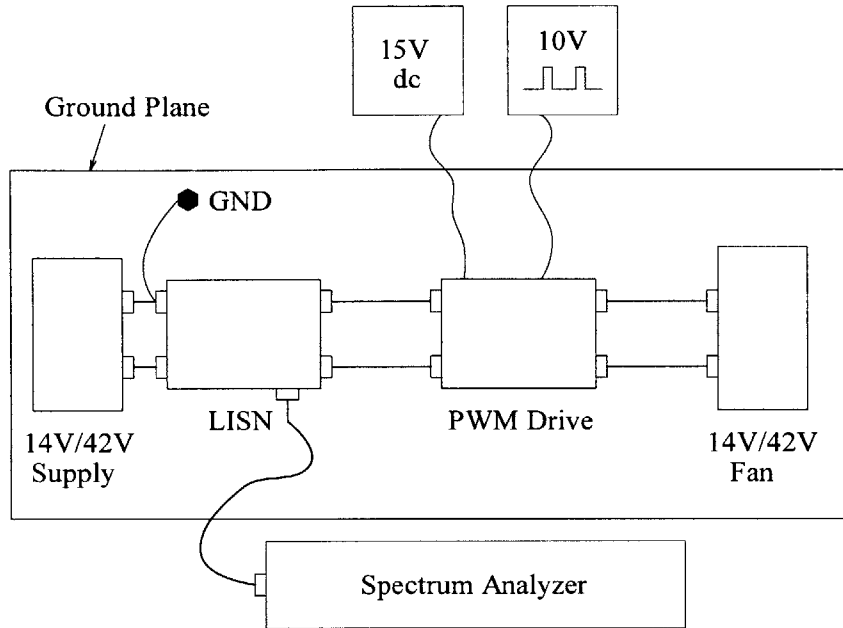 15V
dc
10V
Ground Plane
GND
LISN
PWM Drive
14V/42V
Supply
14V/42V
Fan
Spectrum Analyzer